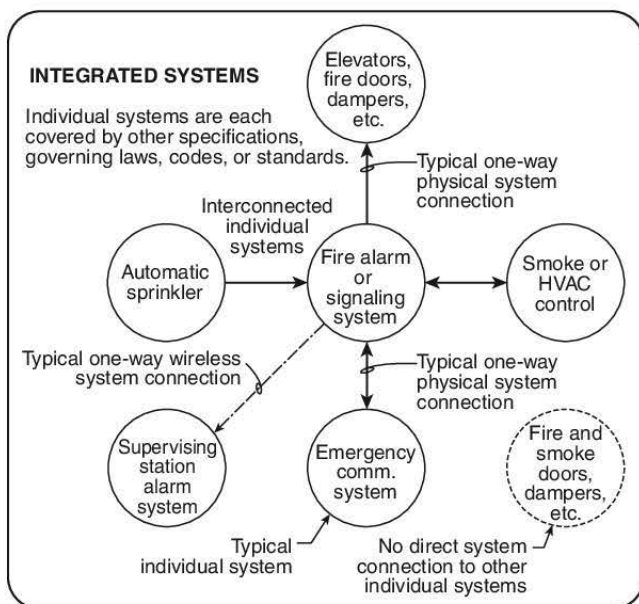 INTEGRATED SYSTEMS
Individual systems are each
covered by other specifications,
governing laws, codes, or standards.
Elevators,
fire doors,
dampers,
etc.
Typical one-way
physical system
connection
Interconnected
individual
systems
Automatic
sprinkler
Fire alarm
or
signaling
system
Smoke or
HVAC
control
Typical one-way wireless
system connection
Typical one-way
physical system
connection
Supervising
station
alarm
system
Emergency
comm.
system
Fire and
smoke
doors,
dampers,
etc.
Typical
individual system
No direct system
connection to other
individual systems